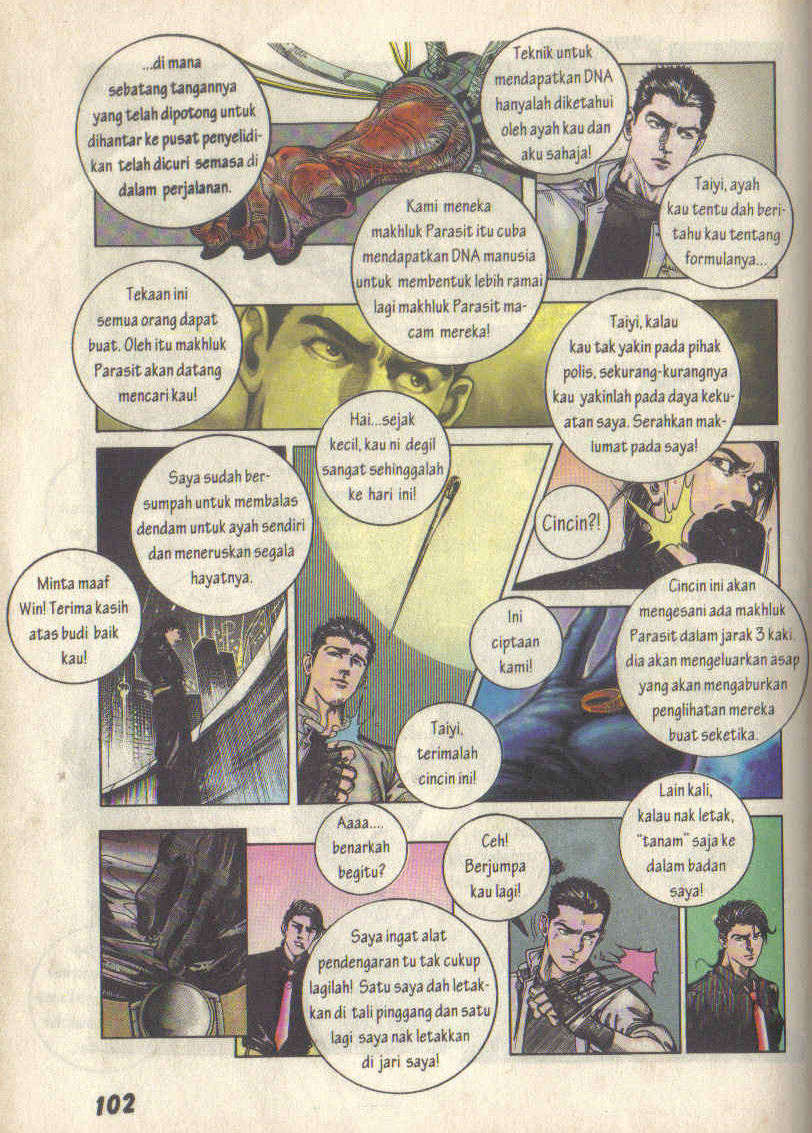 ...di mana
sebatang tangannya
yang telah dipotong untuk
dihantar ke pusat penyelidi-
kan telah dicuri semasa di
dalam perjalanan.
Teknik untuk
mendapatkan DNA
hanyalah diketahui
oleh ayah kau dan
aku sahaja!
Kami meneka
makhluk Parasit itu cuba
mendapatkan DNA manusia
untuk membentuk lebih ramai
lagi makhluk Parasit ma-
cam mereka!
Taiyi, ayah
kau tentu dah beri-
tahu kau tentang
formulanya...
Tekaan ini
semua orang dapat
buat. Oleh itu makhluk
Parasit akan datang
mencari kau!
Taiyi, kalau
kau tak yakin pada pihak
polis, sekurang-kurangnya
kau yakinlah pada daya keku-
atan saya. Serahkan mak-
lumat pada saya!
Saya sudah ber-
sumpah untuk membalas
dendam untuk ayah sendiri
dan meneruskan segala
hayatnya.
Minta maaf
Win! Terima kasih
atas budi baik
kau!
Hai...sejak
kecil, kau ni degil
sangat sehinggalah
ke hari ini!
Taiyi,
terimalah
cincin ini!
Cincin?!
Ini
ciptaan
kami!
Cincin ini akan
mengesani ada makhluk
Parasit dalam jarak 3 kaki,
dia akan mengeluarkan asap
yang akan mengaburkan
penglihatan mereka
buat seketika.
Aaaa....
benarkah
begitu?
Saya ingat alat
pendengaran tu tak cukup
lagilah! Satu saya dah letak-
kan di tali pinggang dan satu
lagi saya nak letakkan
di jari saya!
Ceh!
Berjumpa
kau lagi!
Lain kali,
kalau nak letak,
"tanam" saja ke
dalam badan
saya!
102